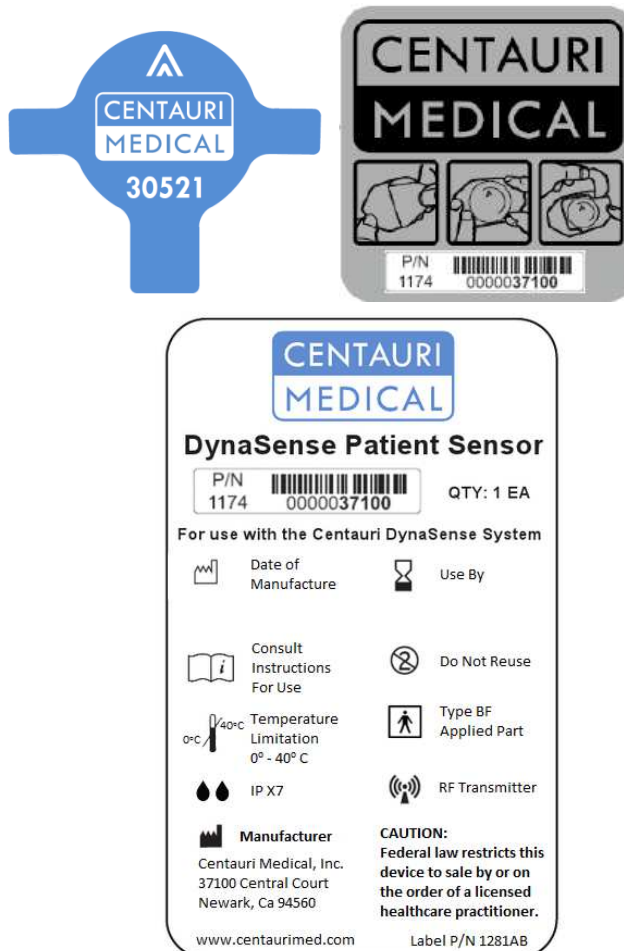 CENTAURI
MEDICAL
30521
CENTAURI
MEDICAL
P/N
1174
000003​7100
CENTAURI
MEDICAL
DynaSense Patient Sensor
P/N
1174
0000037100
QTY: 1 EA
For use with the Centauri DynaSense System
Date of
Manufacture
Use By
i
Consult
Instructions
For Use
2
Do Not Reuse
0°C
40°C
Temperature
Limitation
0° - 40° C
Type BF
Applied Part
IP X7
RF Transmitter
Manufacturer
Centauri Medical, Inc.
37100 Central Court
Newark, Ca 94560
CAUTION:
Federal law restricts this
device to sale by or on
the order of a licensed
healthcare practitioner.
www.centaurimed.com
Label P/N 1281AB